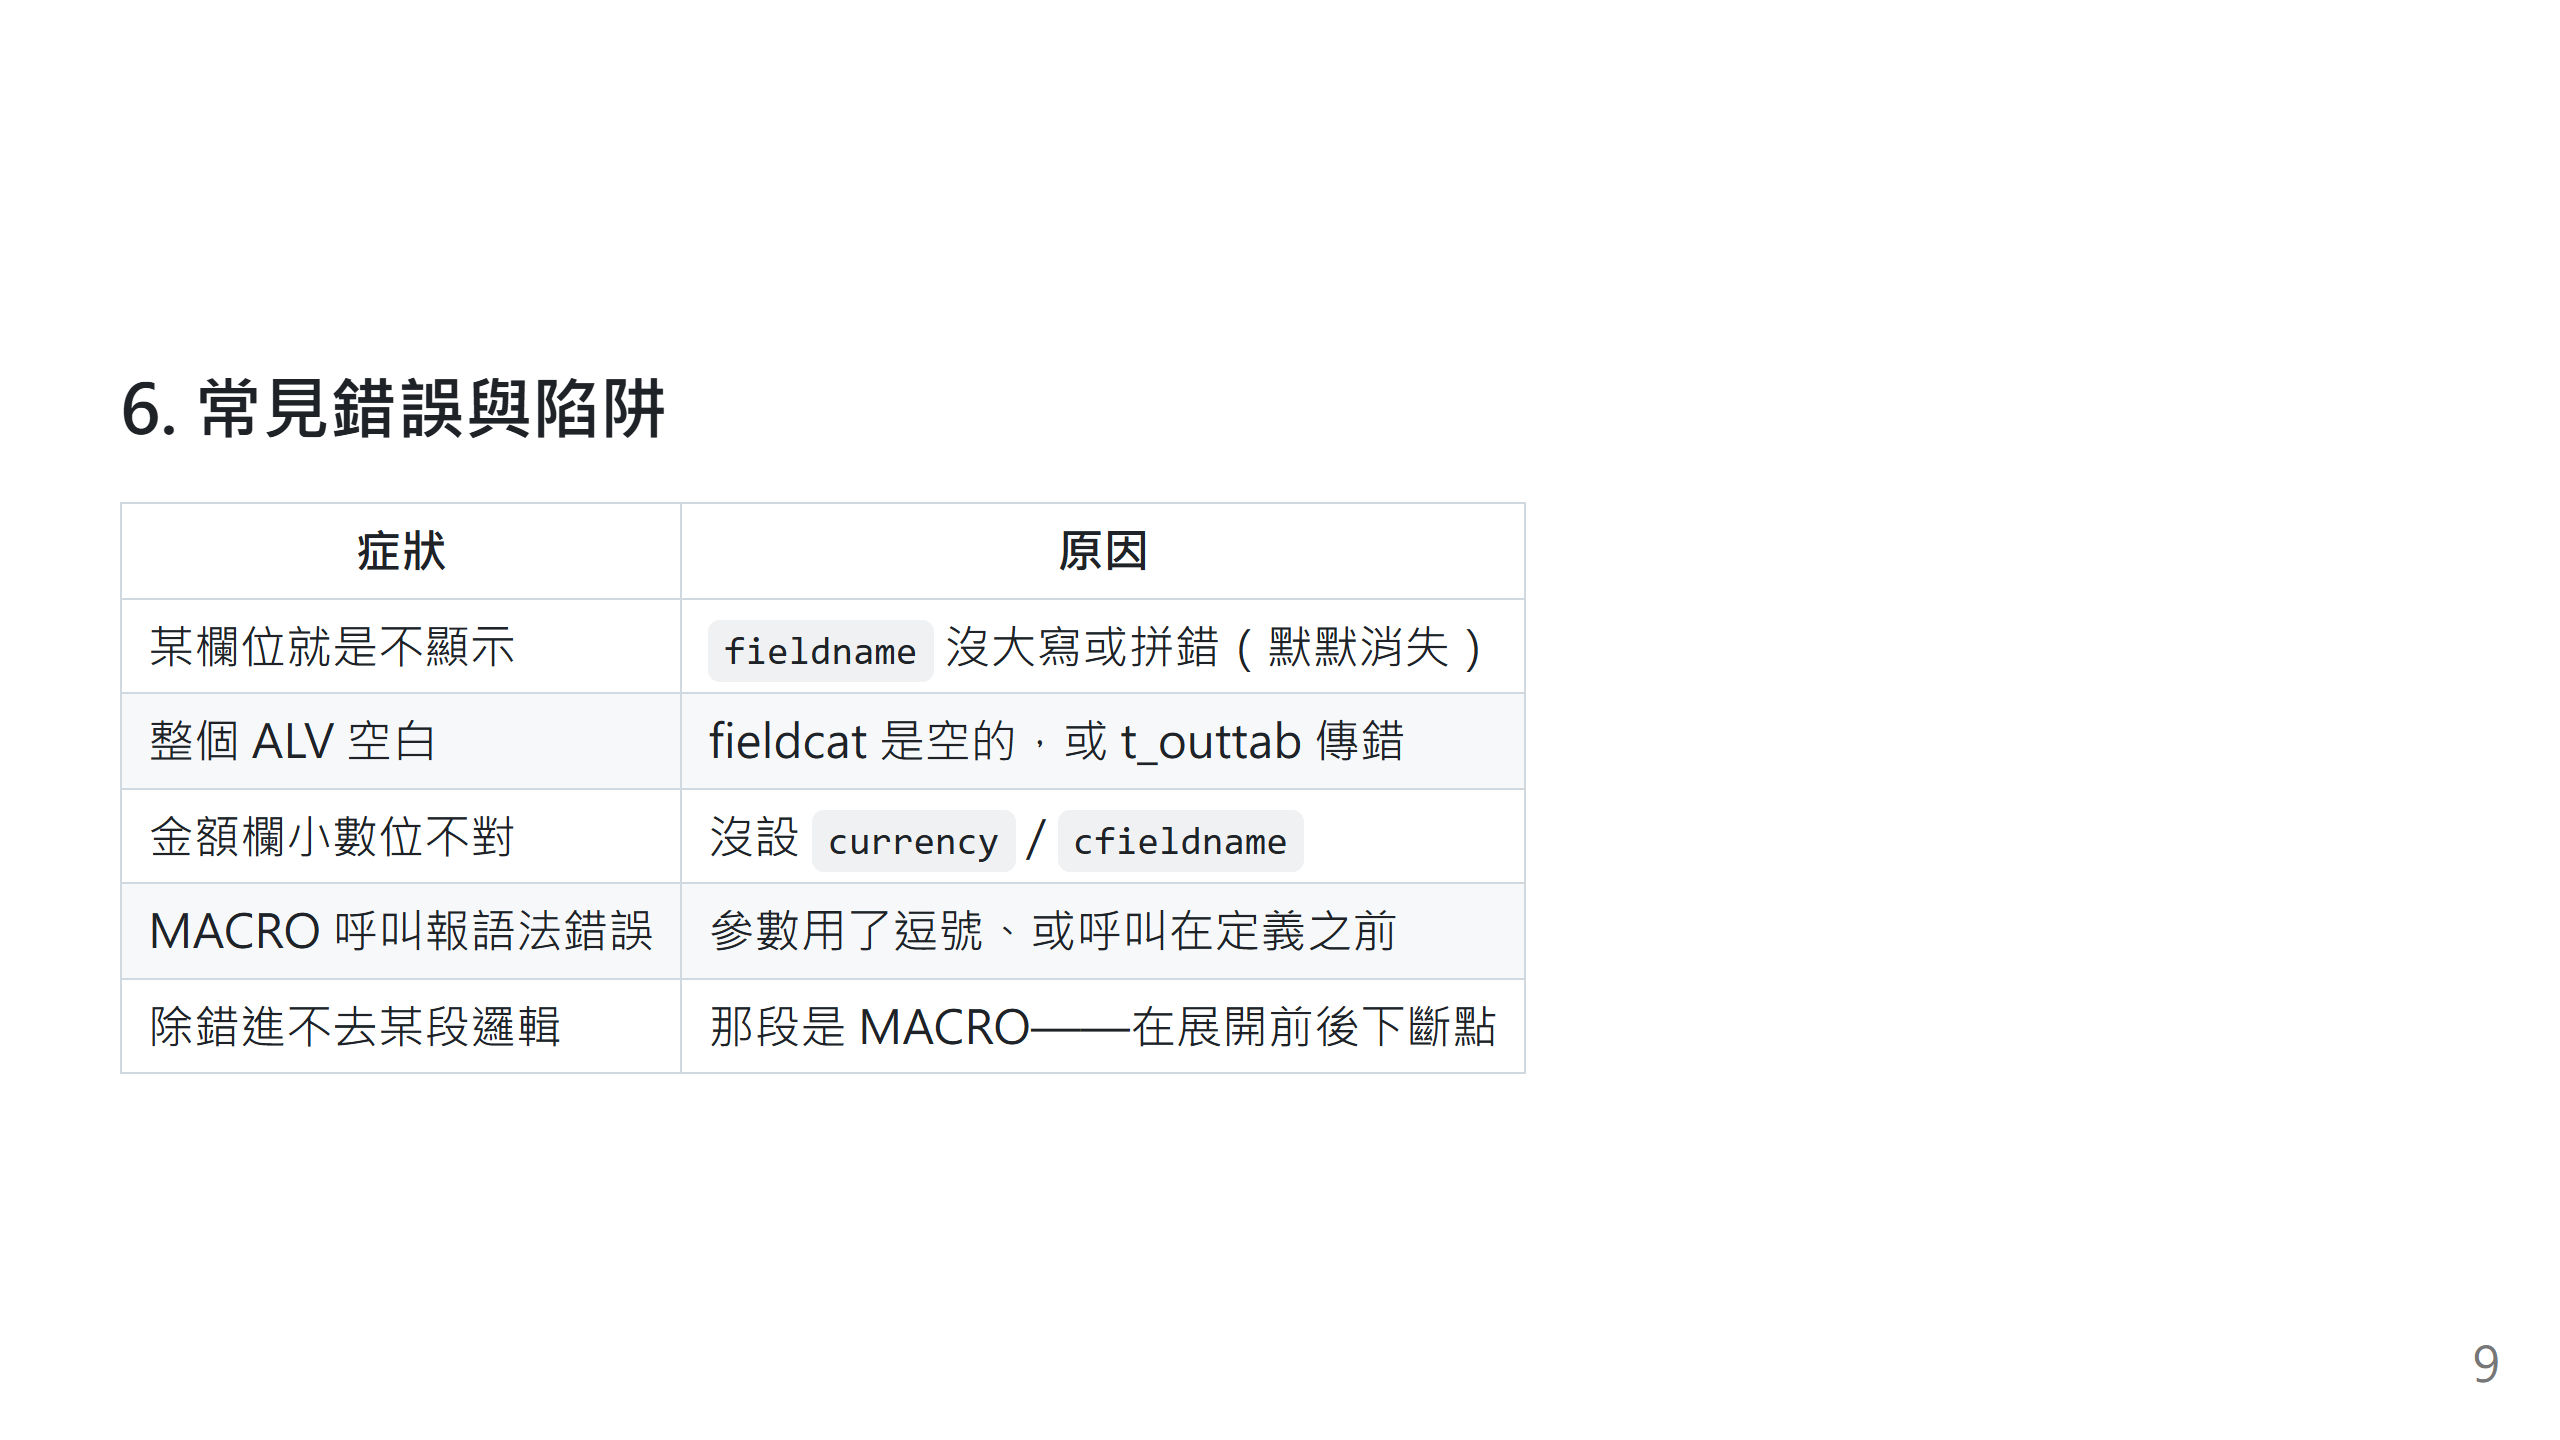 6. 常見錯誤與陷阱
症狀 原因
某欄位就是不顯示 fieldname 沒大寫或拼錯（默默消失）
整個 ALV 空白 fieldcat 是空的，或 t_outtab 傳錯
金額欄小數位不對 沒設 currency / cfieldname
MACRO 呼叫報語法錯誤 參數用了逗號、或呼叫在定義之前
除錯進不去某段邏輯 那段是 MACRO——在展開前後下斷點
9